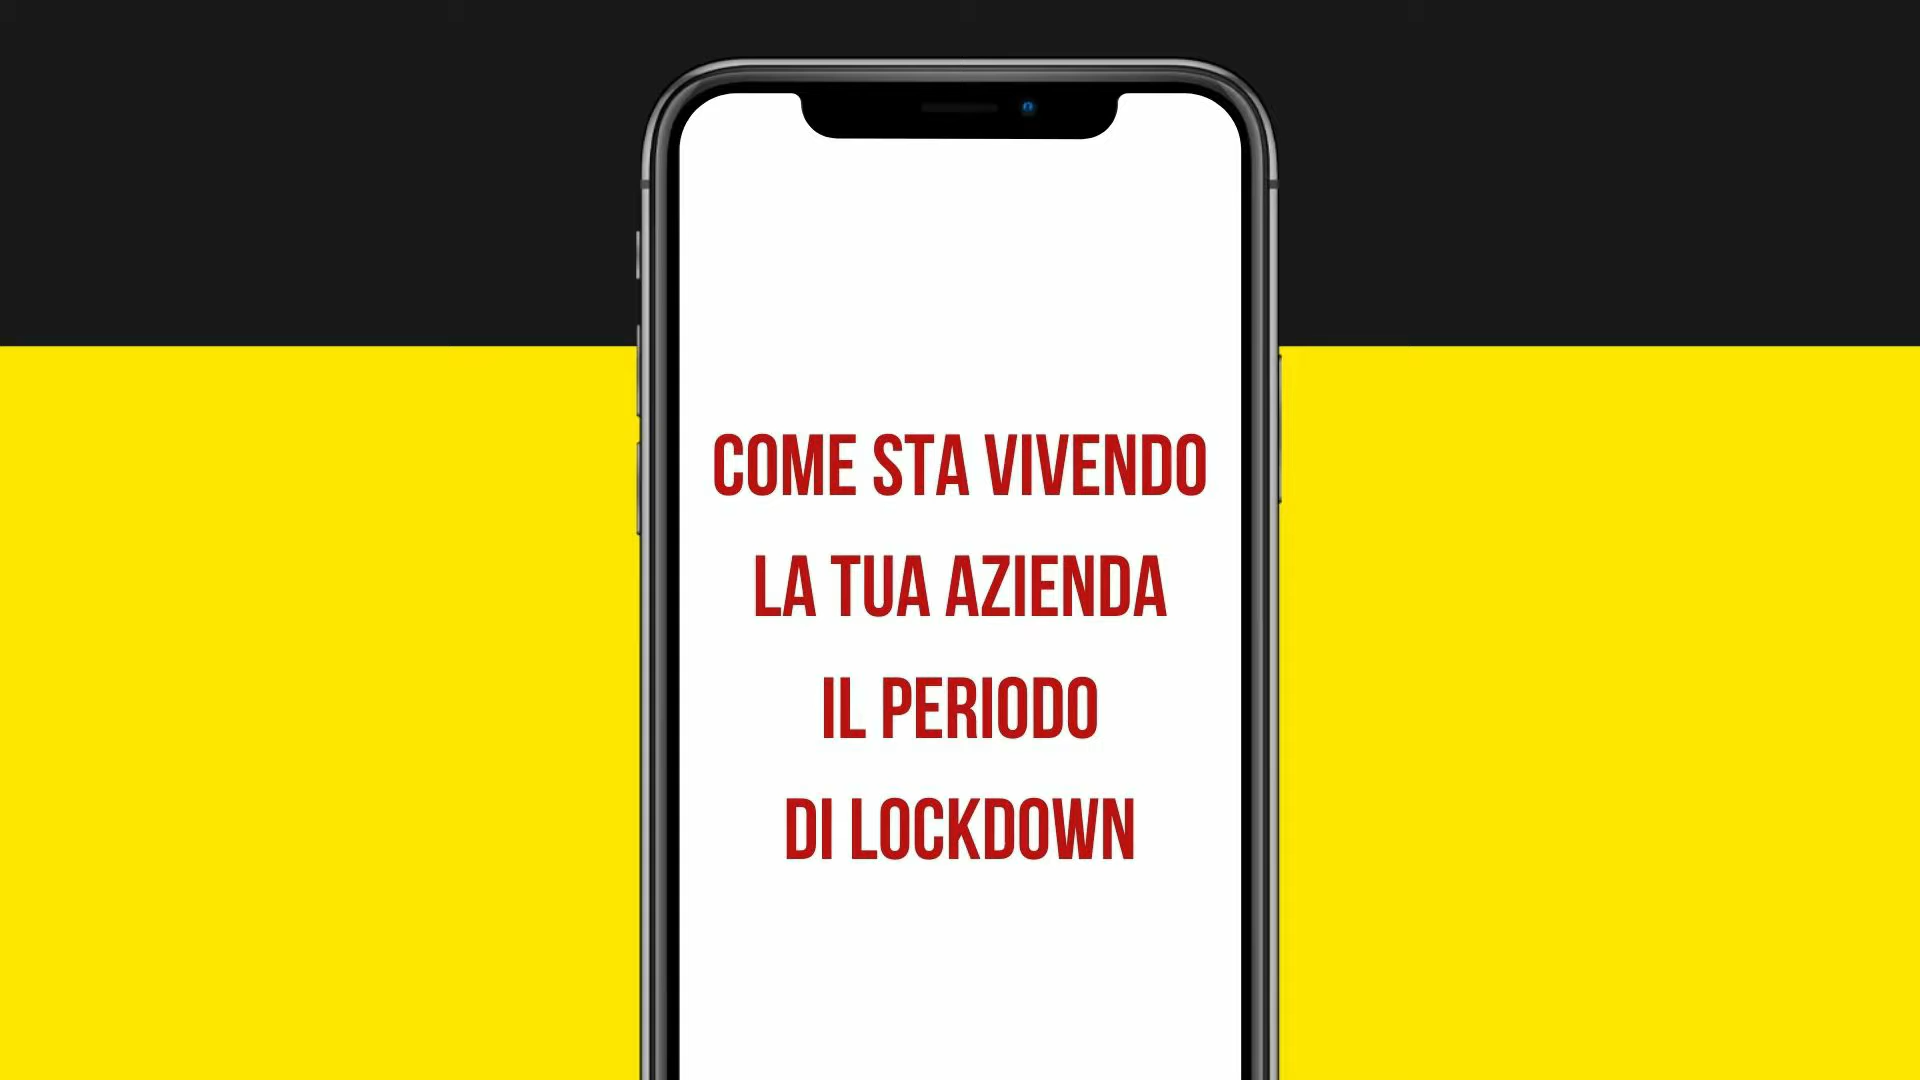 COME STA VIVENDO
LA TUA AZIENDA
IL PERIODO
DI LOCKDOWN